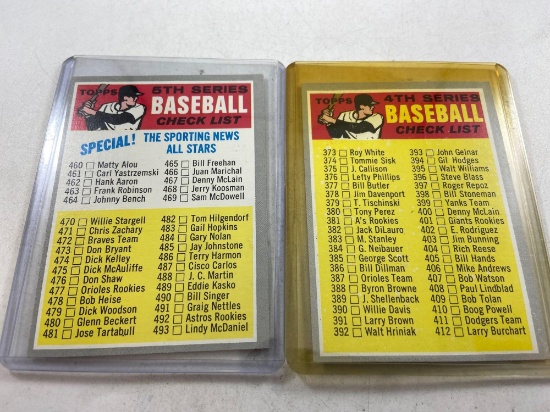 TOPPS
5TH SERIES
BASEBALL
CHECK LIST
SPECIAL! THE SPORTING NEWS
ALL STARS
460 Matty Alou
461 Carl Yastrzemski
462 Hank Aaron
463 Frank Robinson
464 Johnny Bench
465 Bill Freehan
466 Juan Marichal
467 Denny McLain
468 Jerry Koosman
469 Sam McDowell
470 Willie Stargell
471 Chris Zachary
472 Braves Team
473 Don Bryant
474 Dick Kelley
475 Dick McAuliffe
476 Don Shaw
477 Orioles Rookies
478 Bob Heise
479 Dick Woodson
480 Glenn Beckert
481 Jose Tartabull
482 Tom Hilgendorf
483 Gail Hopkins
484 Gary Nolan
485 Jay Johnstone
486 Terry Harmon
487 Cisco Carlos
488 J. C. Martin
489 Eddie Kasko
490 Bill Singer
491 Graig Nettles
492 Astros Rookies
493 Lindy McDaniel
TOPPS
4TH SERIES
BASEBALL
CHECK LIST
373 Roy White
374 Tommie Sisk
375 J. Callison
376 Lefty Phillips
377 Bill Butler
378 Jim Davenport
379 T. Tischinski
380 Tony Perez
381 A's Rookies
382 Jack DiLauro
383 M. Stanley
384 G. Neibauer
385 George Scott
386 Bill Dillman
387 Orioles Team
388 Byron Browne
389 J. Shellenback
390 Willie Davis
391 Larry Brown
392 Walt Hriniak
393 John Gelnar
394 Gil Hodges
395 Walt Williams
396 Steve Blass
397 Roger Repoz
398 Bill Stoneman
399 Yanks Team
400 Denny McLain
401 Giants Rookies
402 E. Rodriguez
403 Jim Bunning
404 Rich Reese
405 Bill Hands
406 Mike Andrews
407 Bob Watson
408 Paul Lindblad
409 Bob Tolan
410 Boog Powell
411 Dodgers Team
412 Larry Burchart